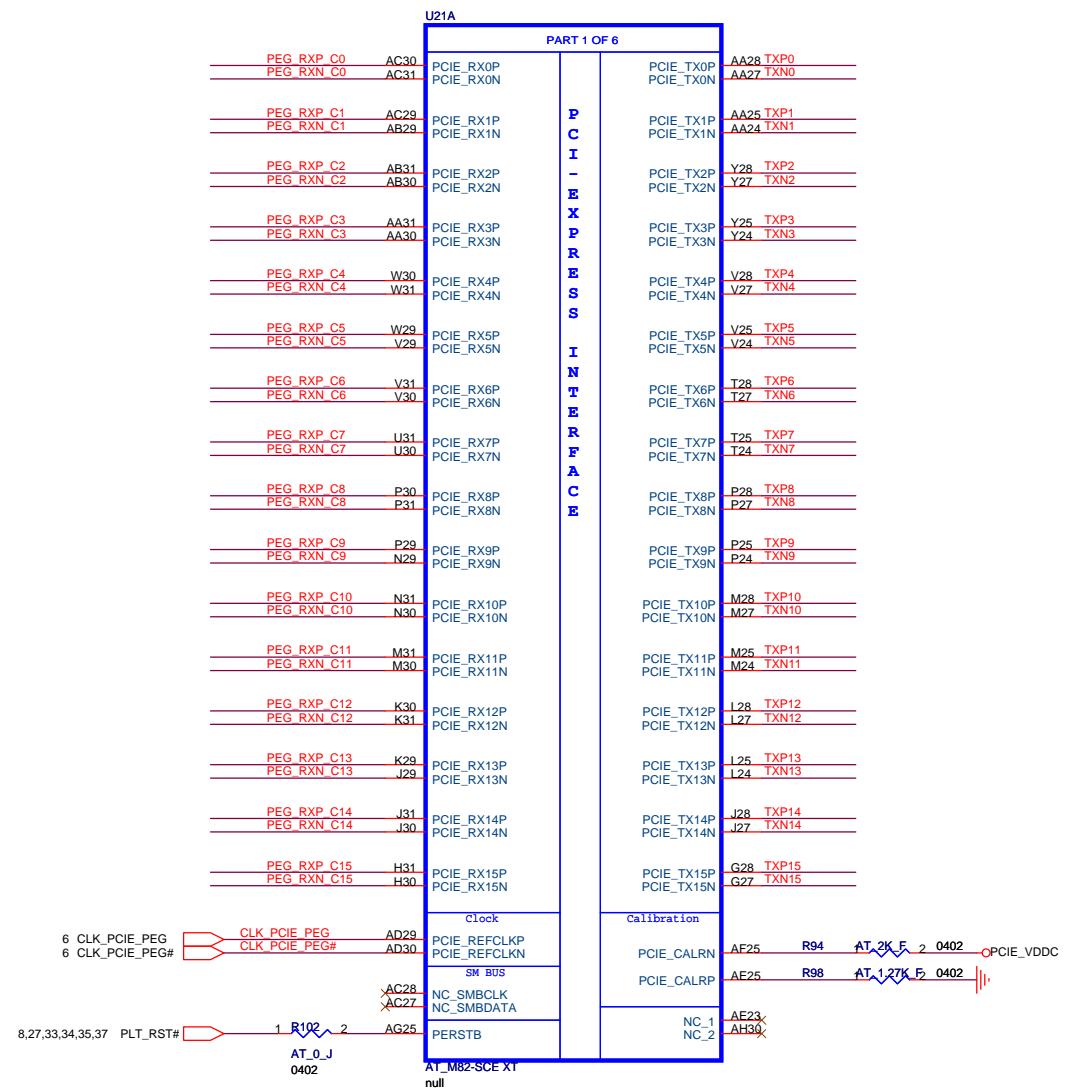 U21A
PART 1 OF 6
PEG_RXP_C0 AC30 PCIE_RX0P PCIE_TX0P AA28 TXP0
PEG_RXN_C0 AC31 PCIE_RX0N PCIE_TX0N AA27 TXN0
PEG_RXP_C1 AC29 PCIE_RX1P PCIE_TX1P AA25 TXP1
PEG_RXN_C1 AB29 PCIE_RX1N PCIE_TX1N AA24 TXN1
PEG_RXP_C2 AB31 PCIE_RX2P PCIE_TX2P Y28 TXP2
PEG_RXN_C2 AB30 PCIE_RX2N PCIE_TX2N Y27 TXN2
PEG_RXP_C3 AA31 PCIE_RX3P PCIE_TX3P Y25 TXP3
PEG_RXN_C3 AA30 PCIE_RX3N PCIE_TX3N Y24 TXN3
PEG_RXP_C4 W30 PCIE_RX4P PCIE_TX4P V28 TXP4
PEG_RXN_C4 W31 PCIE_RX4N PCIE_TX4N V27 TXN4
PEG_RXP_C5 W29 PCIE_RX5P PCIE_TX5P V25 TXP5
PEG_RXN_C5 V29 PCIE_RX5N PCIE_TX5N V24 TXN5
PEG_RXP_C6 V31 PCIE_RX6P PCIE_TX6P T28 TXP6
PEG_RXN_C6 V30 PCIE_RX6N PCIE_TX6N T27 TXN6
PEG_RXP_C7 U31 PCIE_RX7P PCIE_TX7P T25 TXP7
PEG_RXN_C7 U30 PCIE_RX7N PCIE_TX7N T24 TXN7
PEG_RXP_C8 P30 PCIE_RX8P PCIE_TX8P P28 TXP8
PEG_RXN_C8 P31 PCIE_RX8N PCIE_TX8N P27 TXN8
PEG_RXP_C9 P29 PCIE_RX9P PCIE_TX9P P25 TXP9
PEG_RXN_C9 N29 PCIE_RX9N PCIE_TX9N P24 TXN9
PEG_RXP_C10 N31 PCIE_RX10P PCIE_TX10P M28 TXP10
PEG_RXN_C10 N30 PCIE_RX10N PCIE_TX10N M27 TXN10
PEG_RXP_C11 M31 PCIE_RX11P PCIE_TX11P M25 TXP11
PEG_RXN_C11 M30 PCIE_RX11N PCIE_TX11N M24 TXN11
PEG_RXP_C12 K30 PCIE_RX12P PCIE_TX12P L28 TXP12
PEG_RXN_C12 K31 PCIE_RX12N PCIE_TX12N L27 TXN12
PEG_RXP_C13 K29 PCIE_RX13P PCIE_TX13P L25 TXP13
PEG_RXN_C13 J29 PCIE_RX13N PCIE_TX13N L24 TXN13
PEG_RXP_C14 J31 PCIE_RX14P PCIE_TX14P J28 TXP14
PEG_RXN_C14 J30 PCIE_RX14N PCIE_TX14N J27 TXN14
PEG_RXP_C15 H31 PCIE_RX15P PCIE_TX15P G28 TXP15
PEG_RXN_C15 H30 PCIE_RX15N PCIE_TX15N G27 TXN15
PCI-EXPRESS INTERFACE
Clock Calibration
6 CLK_PCIE_PEG CLK_PCIE_PEG AD29 PCIE_REFCLKP
6 CLK_PCIE_PEG# CLK_PCIE_PEG# AD30 PCIE_REFCLKN
PCIE_CALRN AF25 R94 1 AT_2K_F 2 0402 PCIE_VDDC
SM BUS
PCIE_CALRP AE25 R98 1 AT_1.27K_F 2 0402
AC28 NC_SMBCLK
AC27 NC_SMBDATA
NC_1 AE23
NC_2 AH30
8,27,33,34,35,37 PLT_RST# 1 R102 2 AG25 PERSTB
AT_0_J
0402
AT_M82-SCE XT
null